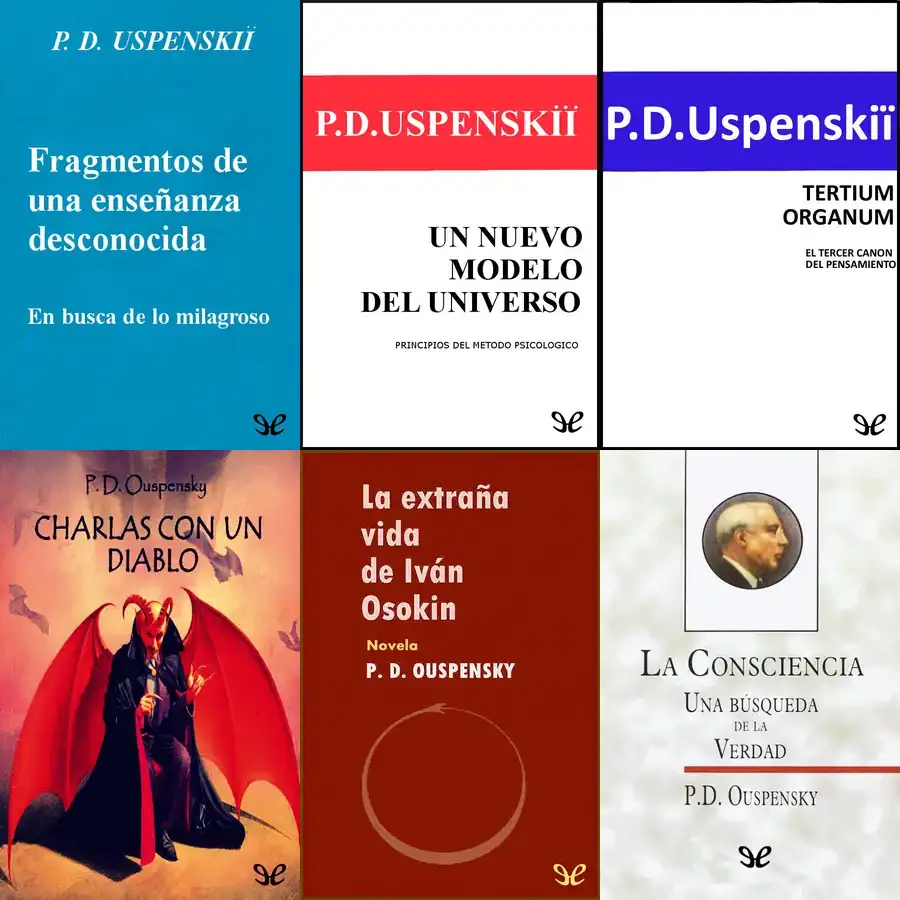 P. D. USPENSKIÏ
Fragmentos de
una enseñanza
desconocida
En busca de lo milagroso
P.D.USPENSKÏÏ
UN NUEVO
MODELO
DEL UNIVERSO
PRINCIPIOS DEL METODO PSICOLOGICO
P.D.Uspenskiï
TERTIUM
ORGANUM
EL TERCER CANON
DEL PENSAMIENTO
P.D. Ouspensky
CHARLAS CON UN
DIABLO
La extraña
vida
de Iván
Osokin
Novela
P. D. OUSPENSKY
LA CONSCIENCIA
UNA BÚSQUEDA
DE LA
VERDAD
P.D. OUSPENSKY